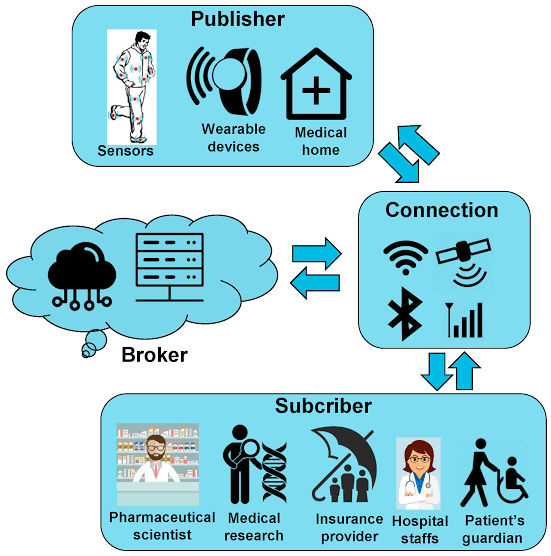 Publisher
Sensors
Wearable
devices
Medical
home
Connection
Broker
Subcriber
Pharmaceutical
scientist
Medical
research
Insurance
provider
Hospital
staffs
Patient's
guardian